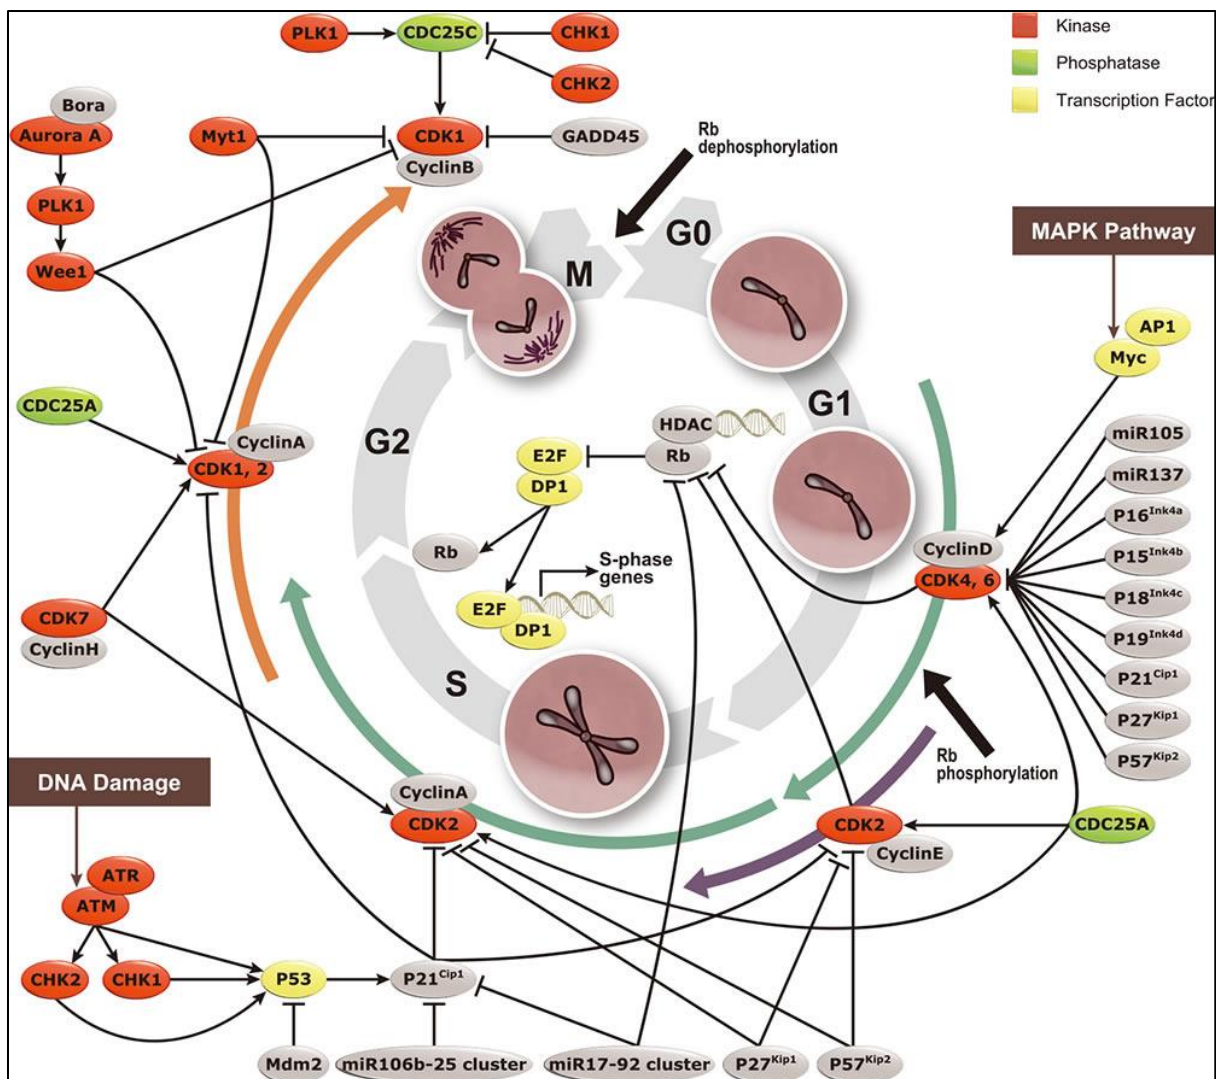 PLK1
CDC25C
CHK1
CHK2
Kinase
Phosphatase
Transcription Factor
Bora
Aurora A
Myt1
CDK1
CyclinB
GADD45
Rb
dephosphorylation
PLK1
Wee1
M
G0
MAPK Pathway
AP1
Myc
CDC25A
CyclinA
CDK1, 2
G2
G1
HDAC
Rb
E2F
DP1
Rb
S-phase
genes
E2F
DP1
miR105
miR137
P16Ink4a
P15Ink4b
P18Ink4c
P19Ink4d
P21Cip1
P27Kip1
P57Kip2
CyclinD
CDK4, 6
CDK7
CyclinH
S
Rb
phosphorylation
DNA Damage
CyclinA
CDK2
CDK2
CyclinE
CDC25A
ATR
ATM
CHK2
CHK1
P53
P21Cip1
Mdm2
miR106b-25 cluster
miR17-92 cluster
P27Kip1
P57Kip2